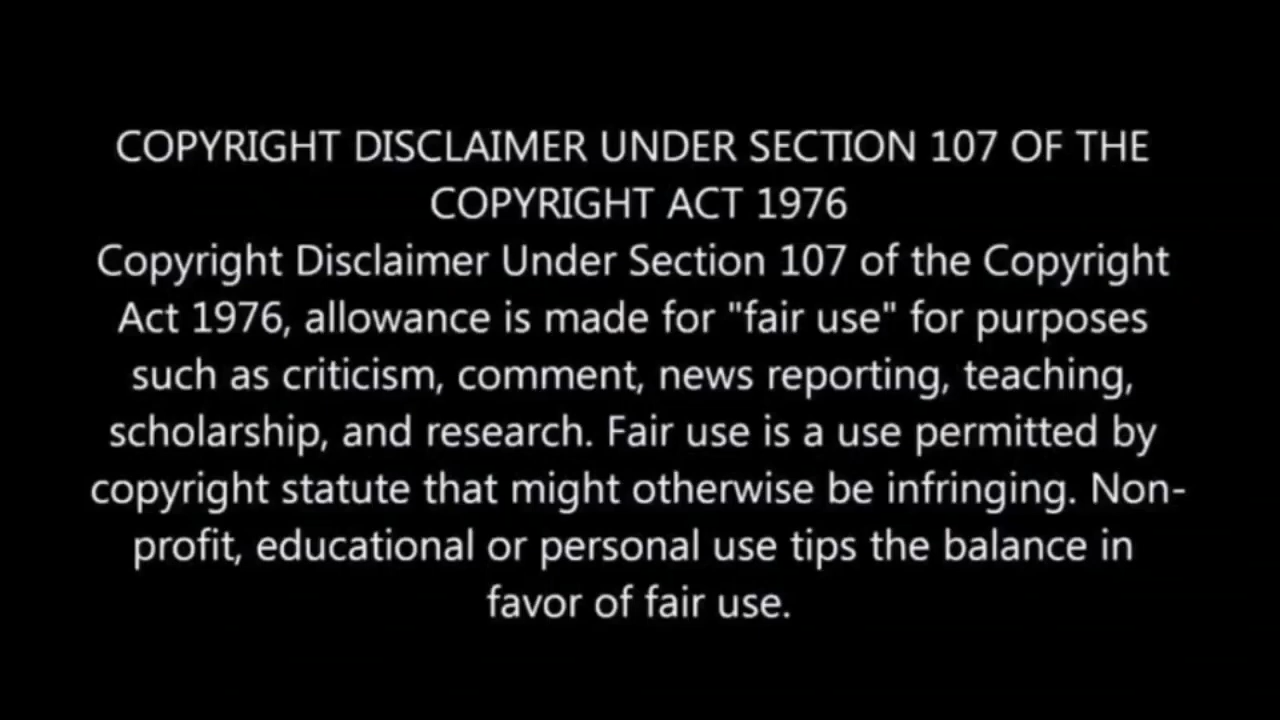 COPYRIGHT DISCLAIMER UNDER SECTION 107 OF THE
COPYRIGHT ACT 1976
Copyright Disclaimer Under Section 107 of the Copyright
Act 1976, allowance is made for "fair use" for purposes
such as criticism, comment, news reporting, teaching,
scholarship, and research. Fair use is a use permitted by
copyright statute that might otherwise be infringing. Non-
profit, educational or personal use tips the balance in
favor of fair use.